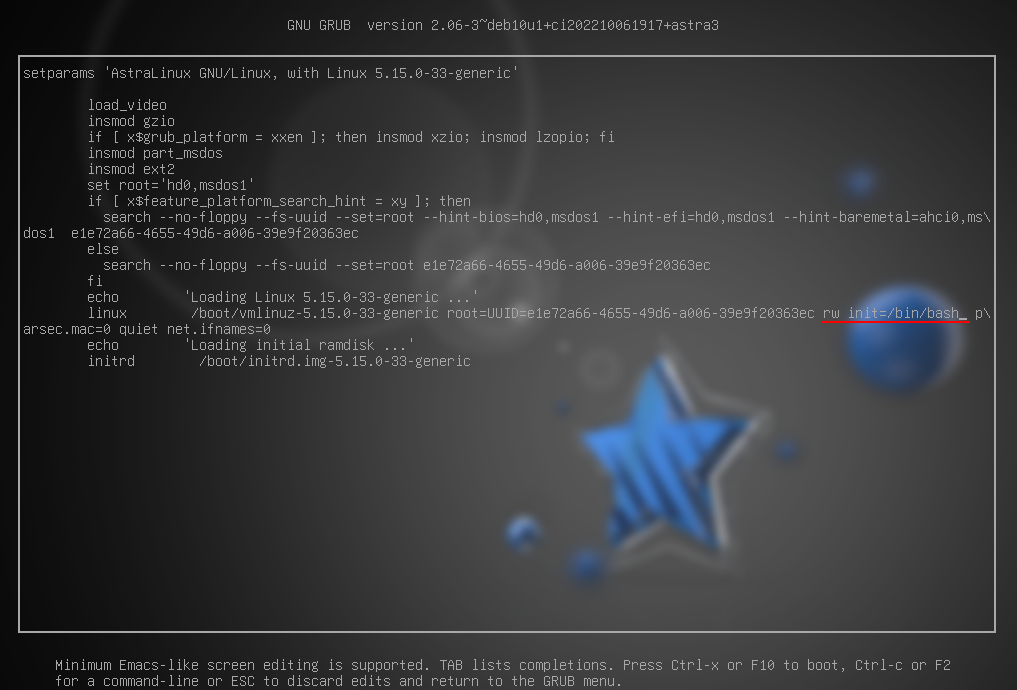 GNU GRUB  version 2.06-3~deb10u1+ci202210061917+astra3
setparams 'AstraLinux GNU/Linux, with Linux 5.15.0-33-generic'
load_video
insmod gzio
if [ x$grub_platform = xxen ]; then insmod xzio; insmod lzopio; fi
insmod part_msdos
insmod ext2
set root='hd0,msdos1'
if [ x$feature_platform_search_hint = xy ]; then
search --no-floppy --fs-uuid --set=root --hint-bios=hd0,msdos1 --hint-efi=hd0,msdos1 --hint-baremetal=ahci0,ms\
dos1  e1e72a66-4655-49d6-a006-39e9f20363ec
else
search --no-floppy --fs-uuid --set=root e1e72a66-4655-49d6-a006-39e9f20363ec
fi
echo 'Loading Linux 5.15.0-33-generic ...'
linux /boot/vmlinuz-5.15.0-33-generic root=UUID=e1e72a66-4655-49d6-a006-39e9f20363ec rw init=/bin/bash_ p\
arsec.mac=0 quiet net.ifnames=0
echo 'Loading initial ramdisk ...'
initrd /boot/initrd.img-5.15.0-33-generic
Minimum Emacs-like screen editing is supported. TAB lists completions. Press Ctrl-x or F10 to boot, Ctrl-c or F2
for a command-line or ESC to discard edits and return to the GRUB menu.